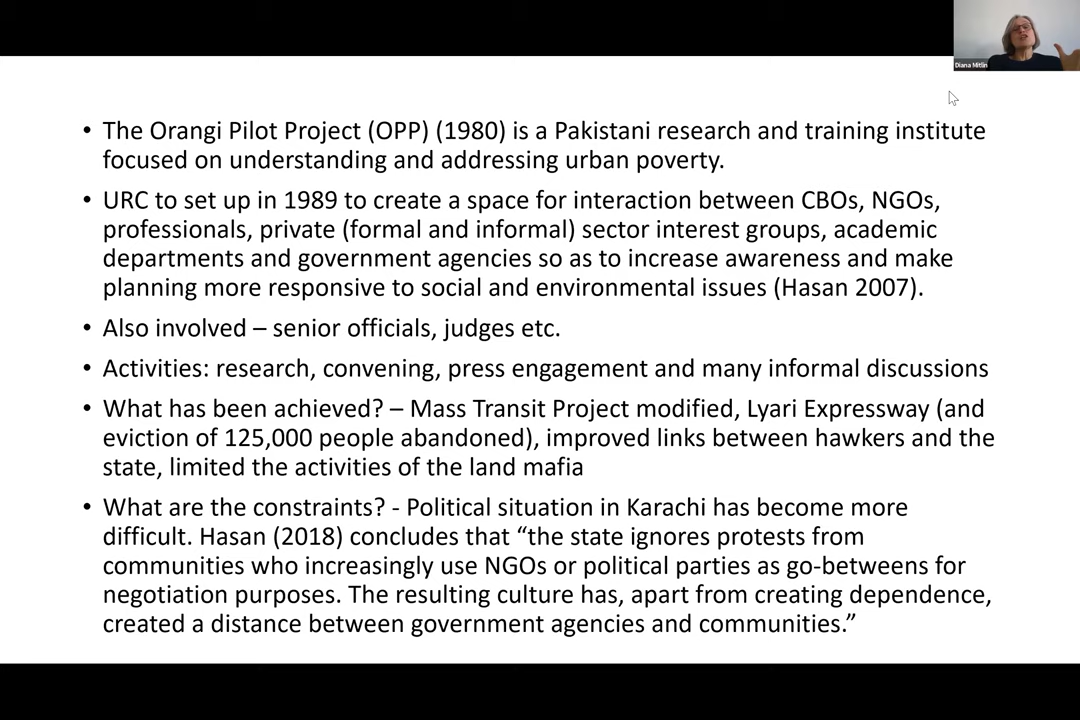 Diana Mitlin
• The Orangi Pilot Project (OPP) (1980) is a Pakistani research and training institute
focused on understanding and addressing urban poverty.
• URC to set up in 1989 to create a space for interaction between CBOs, NGOs,
professionals, private (formal and informal) sector interest groups, academic
departments and government agencies so as to increase awareness and make
planning more responsive to social and environmental issues (Hasan 2007).
• Also involved – senior officials, judges etc.
• Activities: research, convening, press engagement and many informal discussions
• What has been achieved? – Mass Transit Project modified, Lyari Expressway (and
eviction of 125,000 people abandoned), improved links between hawkers and the
state, limited the activities of the land mafia
• What are the constraints? - Political situation in Karachi has become more
difficult. Hasan (2018) concludes that “the state ignores protests from
communities who increasingly use NGOs or political parties as go-betweens for
negotiation purposes. The resulting culture has, apart from creating dependence,
created a distance between government agencies and communities.”